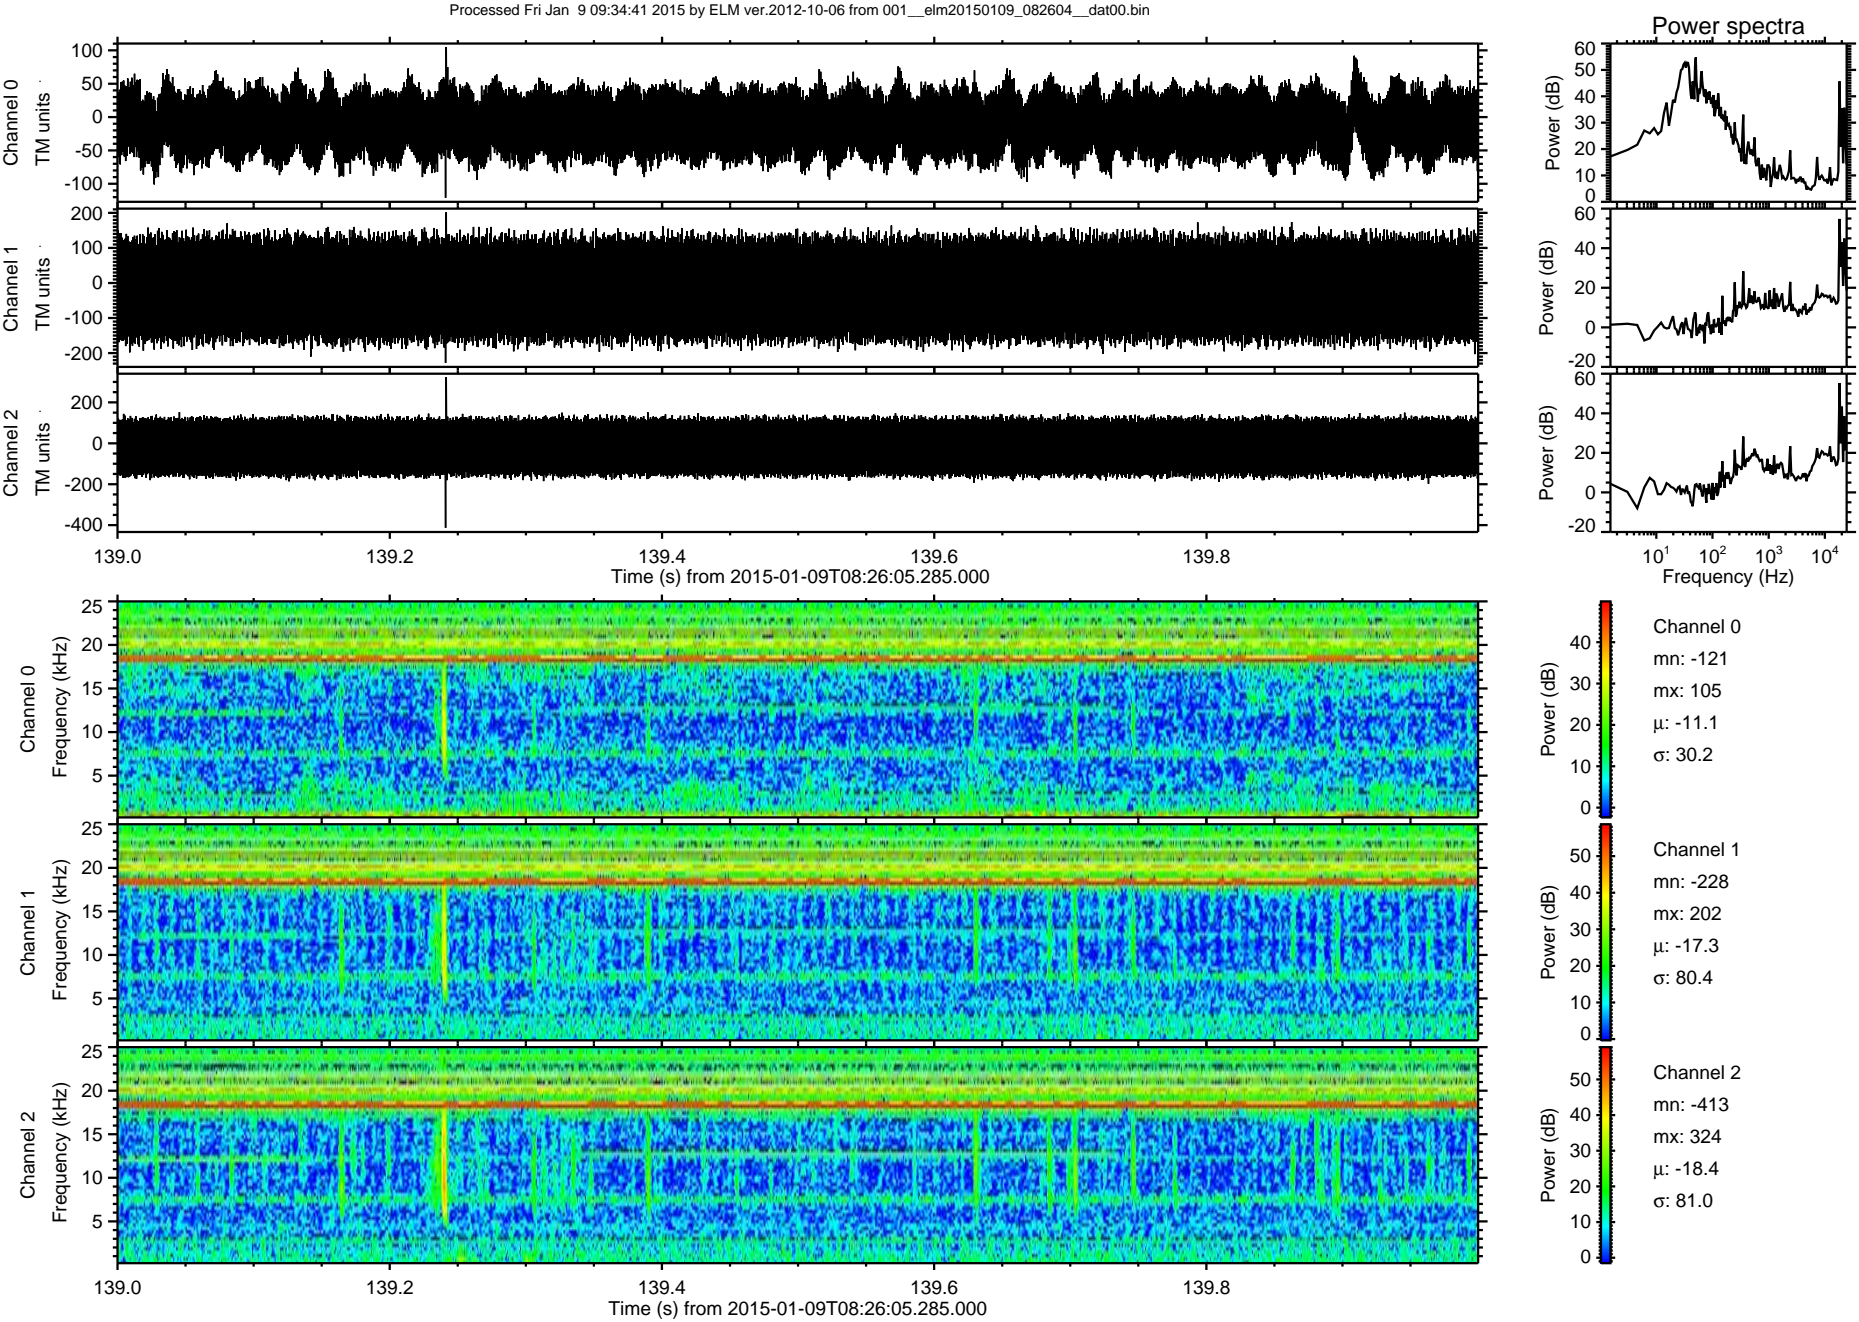 Processed Fri Jan  9 09:34:41 2015 by ELM ver.2012-10-06 from 001__elm20150109_082604__dat00.bin
Power spectra
Channel 0
TM units
100
50
0
-50
-100
Power (dB)
60
50
40
30
20
10
0
Channel 1
TM units
200
100
0
-100
-200
Power (dB)
60
40
20
0
-20
Channel 2
TM units
200
0
-200
-400
Power (dB)
60
40
20
0
-20
139.0 139.2 139.4 139.6 139.8
Time (s) from 2015-01-09T08:26:05.285.000
10^1 10^2 10^3 10^4
Frequency (Hz)
Channel 0
Frequency (kHz)
25
20
15
10
5
Power (dB)
40
30
20
10
0
Channel 0
mn: -121
mx: 105
μ: -11.1
σ: 30.2
Channel 1
Frequency (kHz)
25
20
15
10
5
Power (dB)
50
40
30
20
10
0
Channel 1
mn: -228
mx: 202
μ: -17.3
σ: 80.4
Channel 2
Frequency (kHz)
25
20
15
10
5
Power (dB)
50
40
30
20
10
0
Channel 2
mn: -413
mx: 324
μ: -18.4
σ: 81.0
139.0 139.2 139.4 139.6 139.8
Time (s) from 2015-01-09T08:26:05.285.000